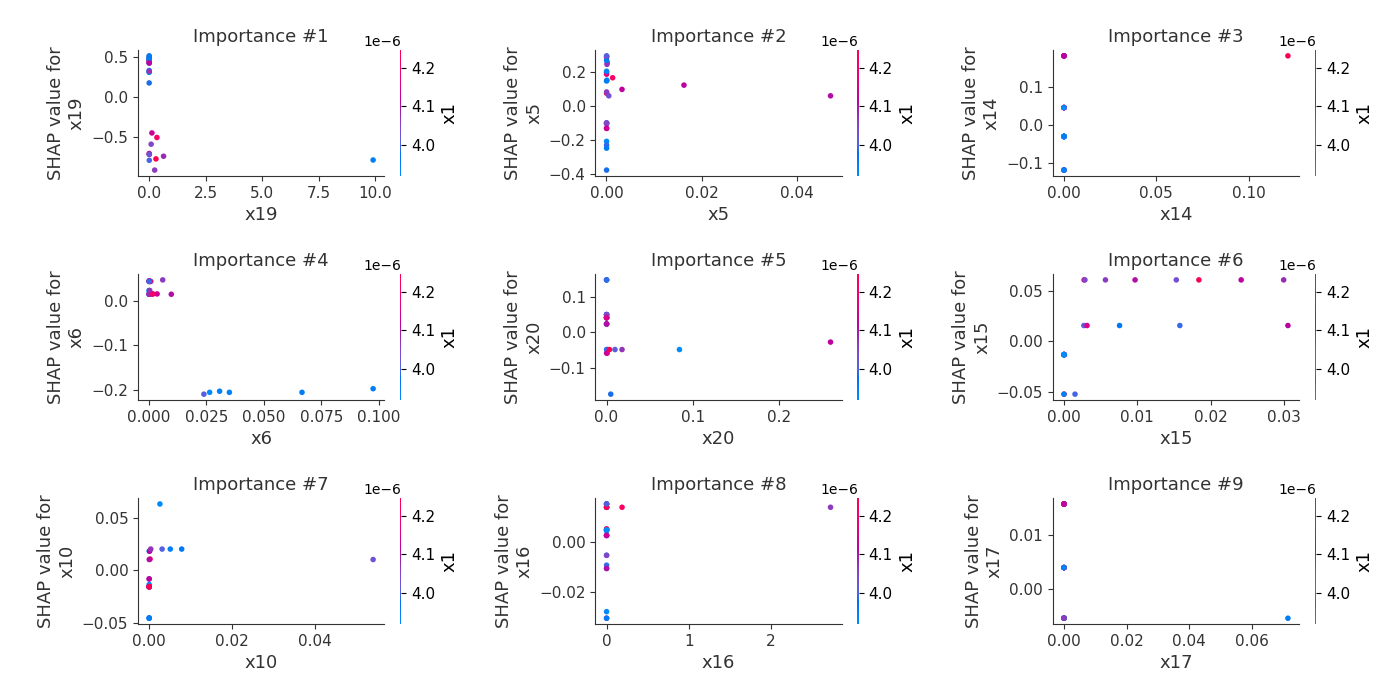 Importance #1
1e−6
SHAP value for
x19
0.5
0.0
−0.5
0.0
2.5
5.0
7.5
10.0
x19
4.2
4.1
4.0
x1
Importance #2
1e−6
SHAP value for
x5
0.2
0.0
−0.2
−0.4
0.00
0.02
0.04
x5
4.2
4.1
4.0
x1
Importance #3
1e−6
SHAP value for
x14
0.1
0.0
−0.1
0.00
0.05
0.10
x14
4.2
4.1
4.0
x1
Importance #4
1e−6
SHAP value for
x6
0.0
−0.1
−0.2
0.000
0.025
0.050
0.075
0.100
x6
4.2
4.1
4.0
x1
Importance #5
1e−6
SHAP value for
x20
0.1
0.0
−0.1
0.0
0.1
0.2
x20
4.2
4.1
4.0
x1
Importance #6
1e−6
SHAP value for
x15
0.05
0.00
−0.05
0.00
0.01
0.02
0.03
x15
4.2
4.1
4.0
x1
Importance #7
1e−6
SHAP value for
x10
0.05
0.00
−0.05
0.00
0.02
0.04
x10
4.2
4.1
4.0
x1
Importance #8
1e−6
SHAP value for
x16
0.00
−0.02
0
1
2
x16
4.2
4.1
4.0
x1
Importance #9
1e−6
SHAP value for
x17
0.01
0.00
0.00
0.02
0.04
0.06
x17
4.2
4.1
4.0
x1